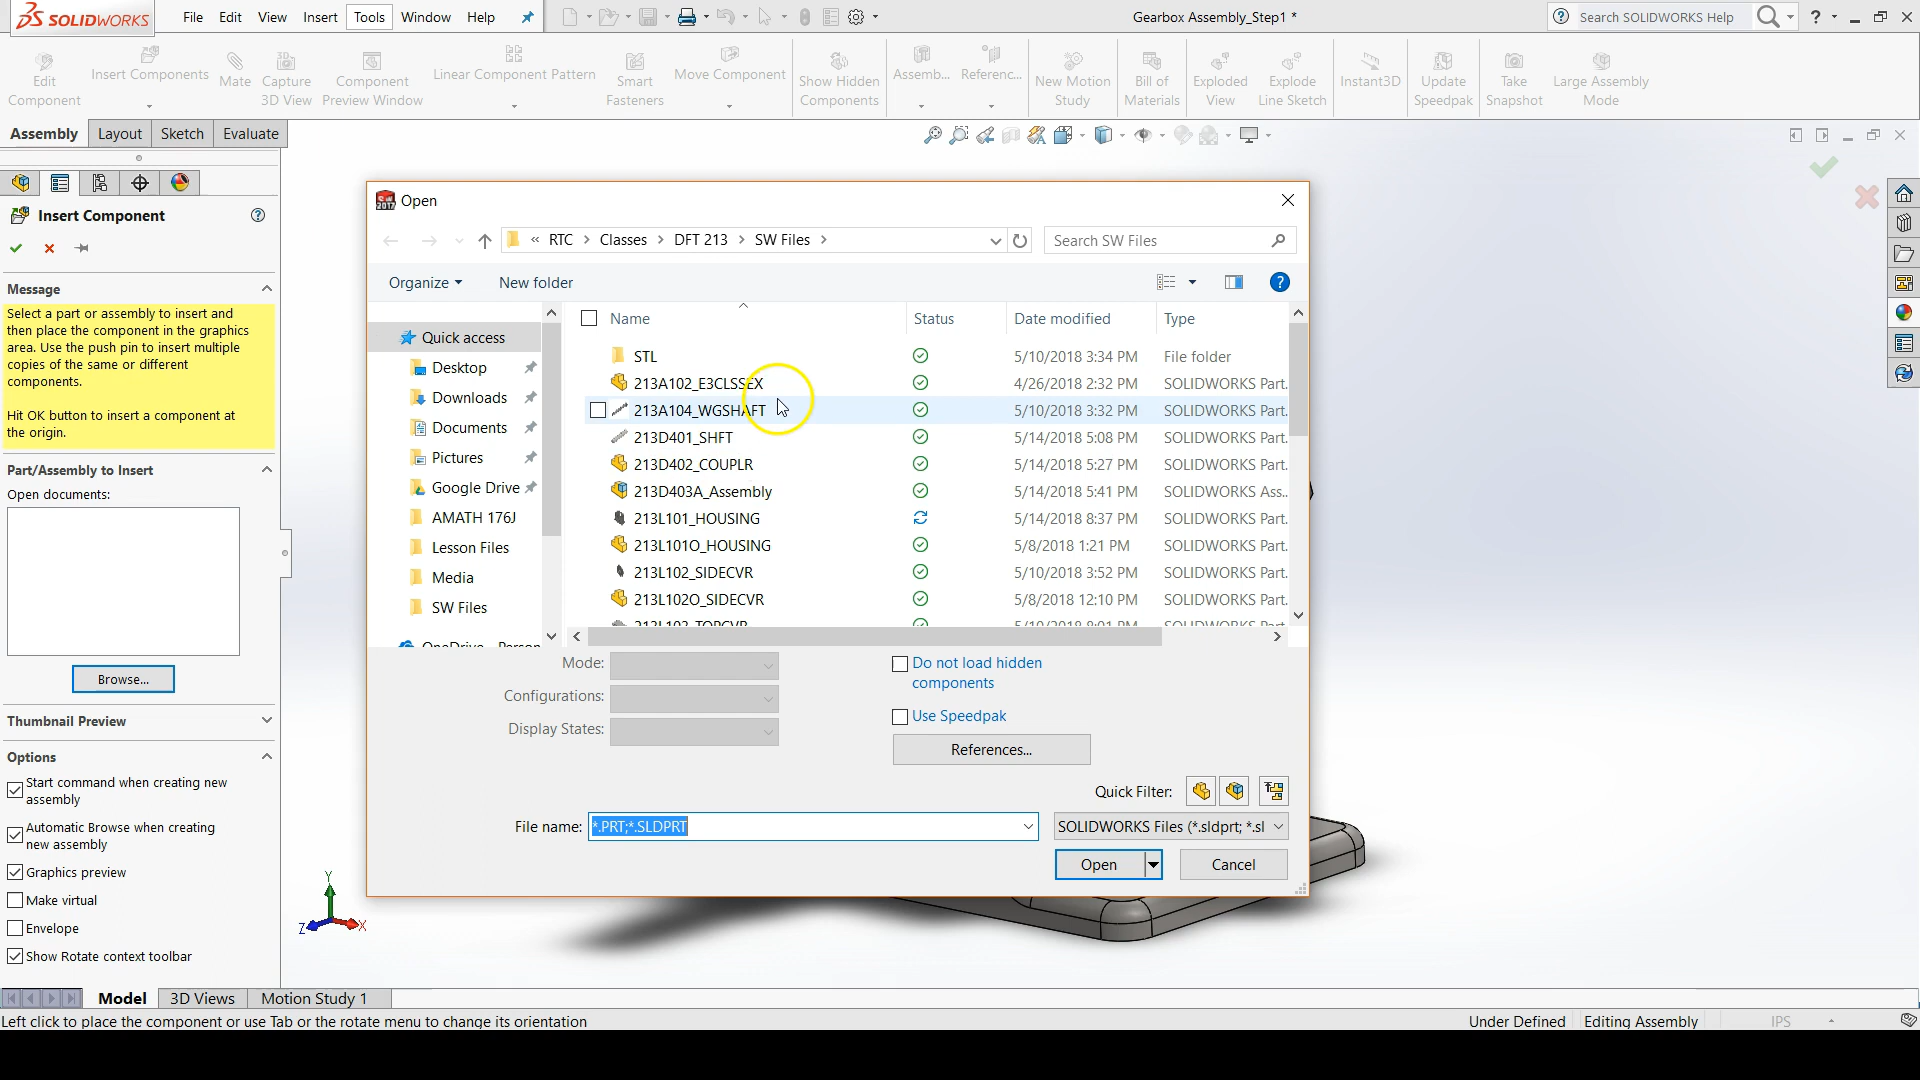 SOLIDWORKS File Edit View Insert Tools Window Help Gearbox Assembly_Step1 * Search SOLIDWORKS Help ?
Edit Component
Insert Components
Mate
Capture 3D View
Component Preview Window
Linear Component Pattern
Smart Fasteners
Move Component
Show Hidden Components
Assemb...
Referenc...
New Motion Study
Bill of Materials
Exploded View
Explode Line Sketch
Instant3D
Update Speedpak
Take Snapshot
Large Assembly Mode
Assembly Layout Sketch Evaluate
Insert Component
Message
Select a part or assembly to insert and
then place the component in the graphics
area. Use the push pin to insert multiple
copies of the same or different
components.
Hit OK button to insert a component at
the origin.
Part/Assembly to Insert
Open documents:
Browse...
Thumbnail Preview
Options
Start command when creating new
assembly
Automatic Browse when creating
new assembly
Graphics preview
Make virtual
Envelope
Show Rotate context toolbar
Open
« RTC > Classes > DFT 213 > SW Files >
Search SW Files
Organize New folder
Quick access
Desktop
Downloads
Documents
Pictures
Google Drive
AMATH 176J
Lesson Files
Media
SW Files
Name Status Date modified Type
STL 5/10/2018 3:34 PM File folder
213A102_E3CLSSEX 4/26/2018 2:32 PM SOLIDWORKS Part.
213A104_WGSHAFT 5/10/2018 3:32 PM SOLIDWORKS Part.
213D401_SHFT 5/14/2018 5:08 PM SOLIDWORKS Part.
213D402_COUPLR 5/14/2018 5:27 PM SOLIDWORKS Part.
213D403A_Assembly 5/14/2018 5:41 PM SOLIDWORKS Ass..
213L101_HOUSING 5/14/2018 8:37 PM SOLIDWORKS Part.
213L101O_HOUSING 5/8/2018 1:21 PM SOLIDWORKS Part.
213L102_SIDECVR 5/10/2018 3:52 PM SOLIDWORKS Part.
213L102O_SIDECVR 5/8/2018 12:10 PM SOLIDWORKS Part.
Mode:
Configurations:
Display States:
Do not load hidden
components
Use Speedpak
References...
Quick Filter:
File name: *.PRT;*.SLDPRT SOLIDWORKS Files (*.sldprt; *.sl
Open Cancel
Y
Z X
Model 3D Views Motion Study 1
Left click to place the component or use Tab or the rotate menu to change its orientation Under Defined Editing Assembly IPS